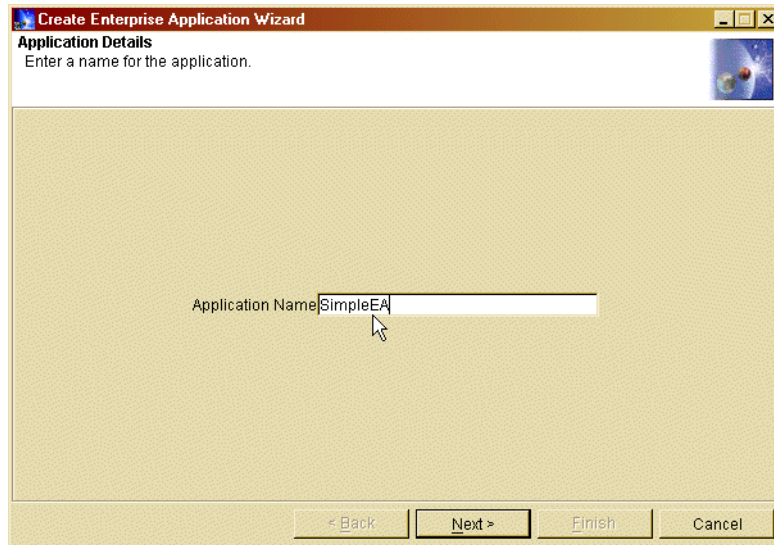 Create Enterprise Application Wizard
Application Details
Enter a name for the application.
Application Name SimpleEA
< Back Next > Finish Cancel